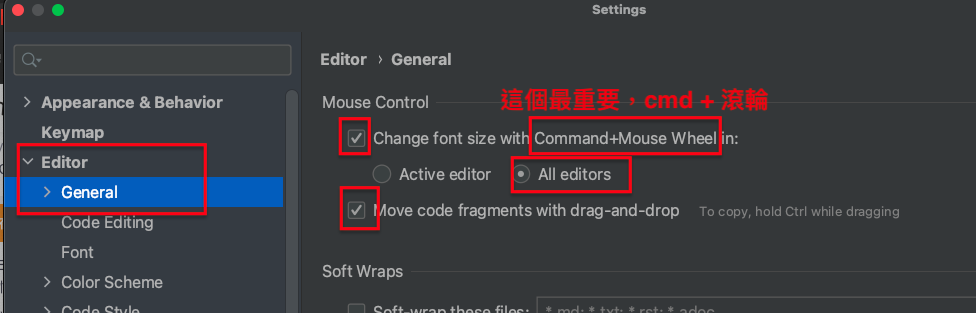 Settings
Editor › General
Appearance & Behavior
Keymap
Editor
General
Code Editing
Font
Color Scheme
Code Style
Mouse Control
這個最重要，cmd + 滾輪
Change font size with Command+Mouse Wheel in:
Active editor
All editors
Move code fragments with drag-and-drop To copy, hold Ctrl while dragging
Soft Wraps
Soft-wrap these files: *.md; *.txt; *.rst; *.adoc